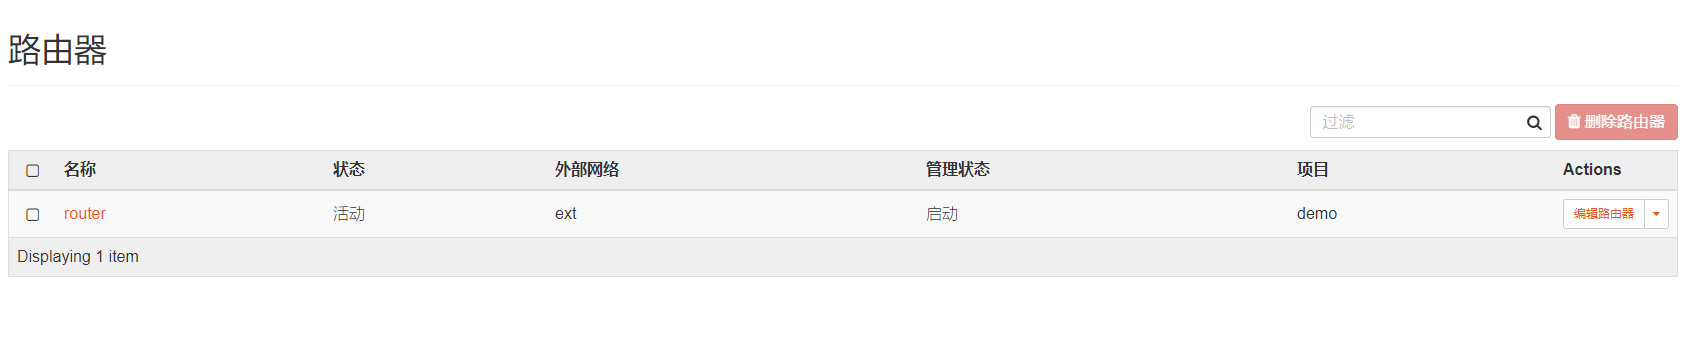 路由器
过滤 删除路由器
名称 状态 外部网络 管理状态 项目 Actions
router 活动 ext 启动 demo 编辑路由器
Displaying 1 item